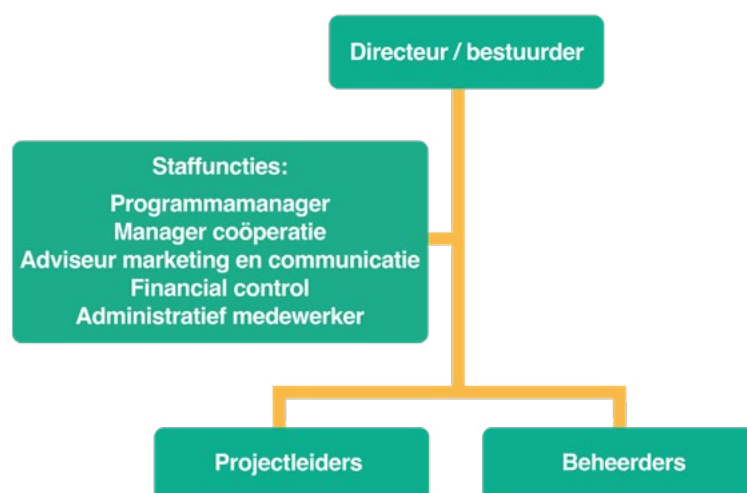 Directeur / bestuurder
Staffuncties:
Programmamanager
Manager coöperatie
Adviseur marketing en communicatie
Financial control
Administratief medewerker
Projectleiders
Beheerders